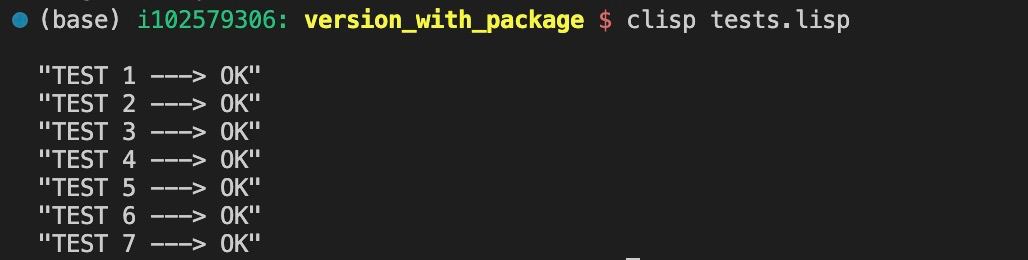 (base) i102579306: version_with_package $ clisp tests.lisp
"TEST 1 ---> OK"
"TEST 2 ---> OK"
"TEST 3 ---> OK"
"TEST 4 ---> OK"
"TEST 5 ---> OK"
"TEST 6 ---> OK"
"TEST 7 ---> OK"